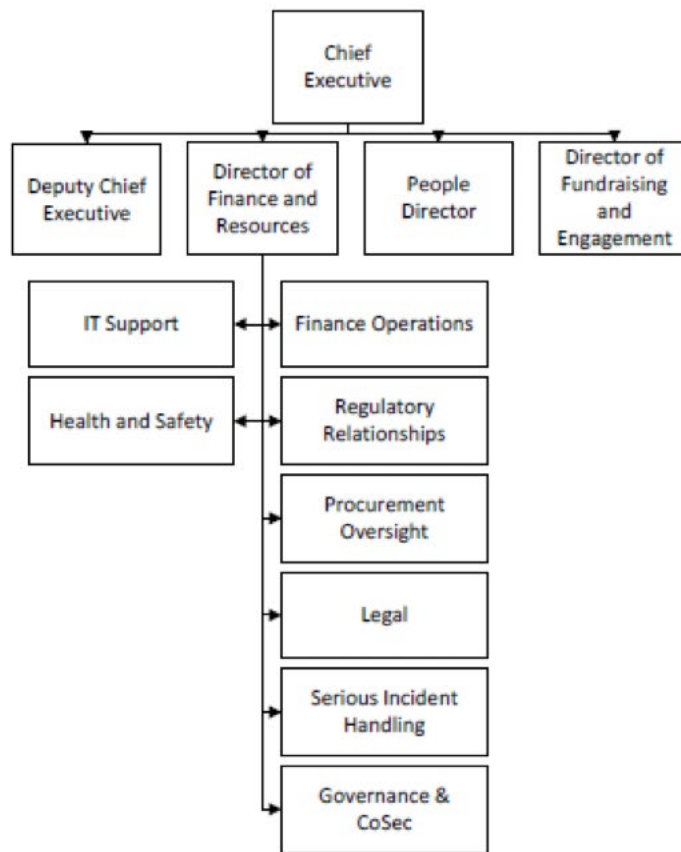 Chief
Executive
Deputy Chief
Executive
Director of
Finance and
Resources
People
Director
Director of
Fundraising
and
Engagement
IT Support
Finance Operations
Health and Safety
Regulatory
Relationships
Procurement
Oversight
Legal
Serious Incident
Handling
Governance &
CoSec